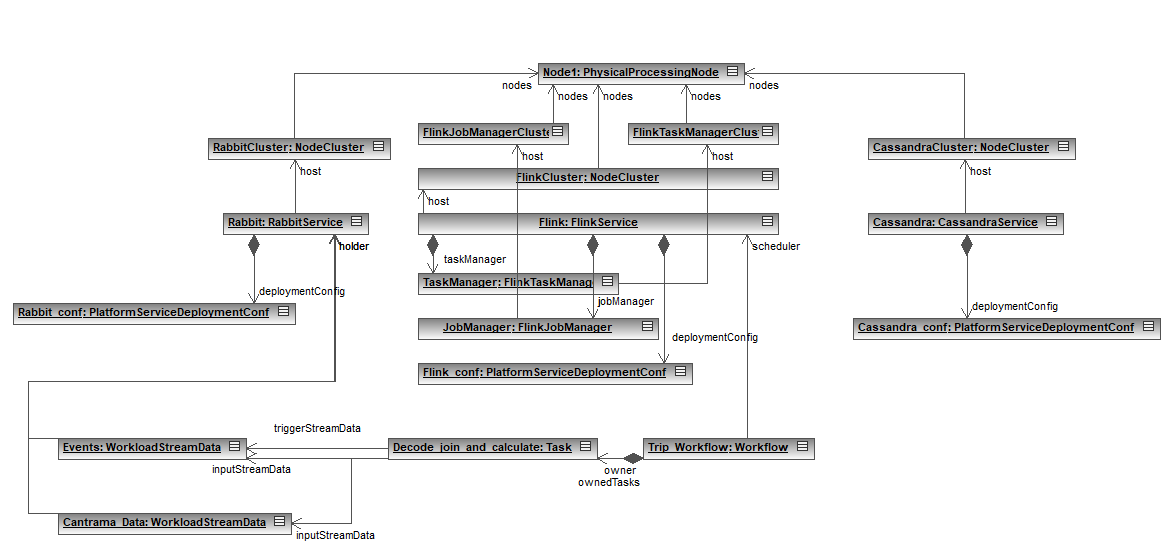 Node1: PhysicalProcessingNode
nodes
nodes
nodes
nodes
nodes
FlinkJobManagerCluste
FlinkTaskManagerClus
RabbitCluster: NodeCluster
CassandraCluster: NodeCluster
host
host
host
host
FlinkCluster: NodeCluster
host
Rabbit: RabbitService
Flink: FlinkService
Cassandra: CassandraService
holder
scheduler
taskManager
TaskManager: FlinkTaskManag
deploymentConfig
jobManager
deploymentConfig
Rabbit_conf: PlatformServiceDeploymentConf
JobManager: FlinkJobManager
Cassandra_conf: PlatformServiceDeploymentConf
deploymentConfig
Flink_conf: PlatformServiceDeploymentConf
triggerStreamData
Events: WorkloadStreamData
Decode_join_and_calculate: Task
Trip_Workflow: Workflow
inputStreamData
owner
ownedTasks
Cantrama_Data: WorkloadStreamData
inputStreamData